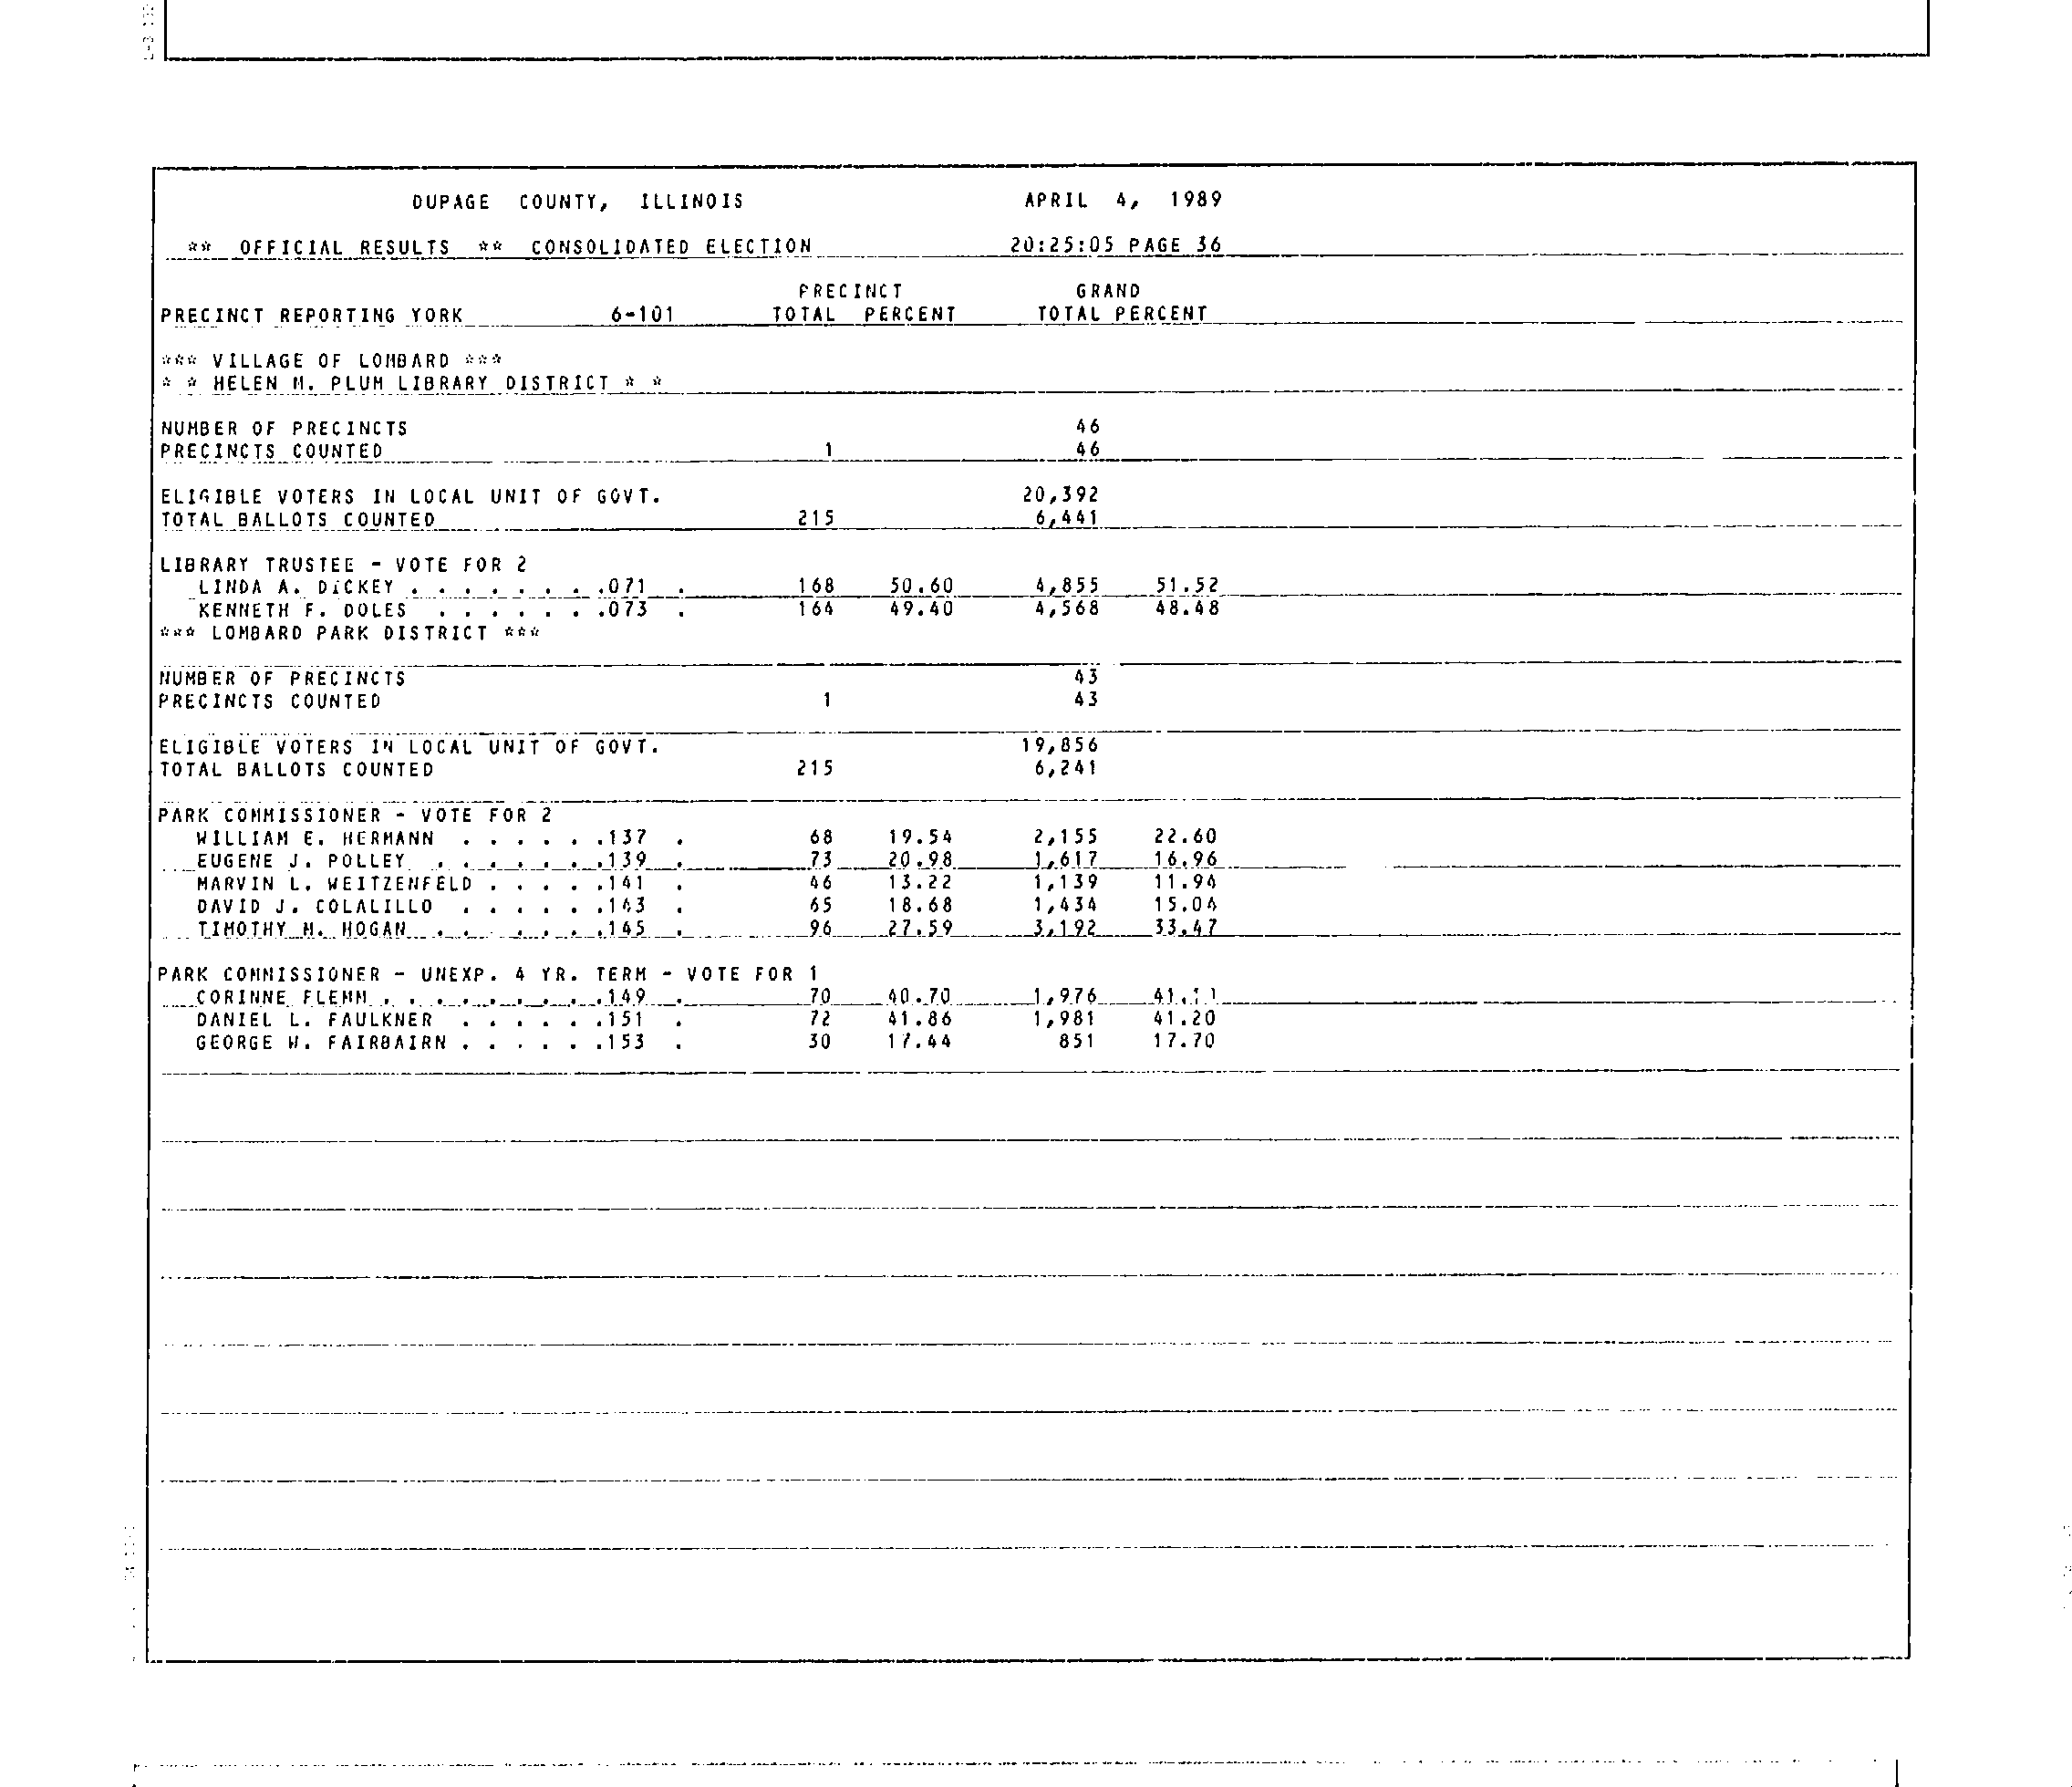 DUPAGE COUNTY, ILLINOIS APRIL 4, 1989
** OFFICIAL RESULTS ** CONSOLIDATED ELECTION 20:25:05 PAGE 36
PRECINCT GRAND
PRECINCT REPORTING YORK 6-101 TOTAL PERCENT TOTAL PERCENT
*** VILLAGE OF LOMBARD ***
* * HELEN M. PLUM LIBRARY DISTRICT * *
NUMBER OF PRECINCTS 46
PRECINCTS COUNTED 1 46
ELIGIBLE VOTERS IN LOCAL UNIT OF GOVT. 20,392
TOTAL BALLOTS COUNTED 215 6,441
LIBRARY TRUSTEE - VOTE FOR 2
LINDA A. DICKEY . . . . . . . .071 . 168 50.60 4,855 51.52
KENNETH F. DOLES . . . . . . .073 . 164 49.40 4,568 48.48
*** LOMBARD PARK DISTRICT ***
NUMBER OF PRECINCTS 43
PRECINCTS COUNTED 1 43
ELIGIBLE VOTERS IN LOCAL UNIT OF GOVT. 19,856
TOTAL BALLOTS COUNTED 215 6,241
PARK COMMISSIONER - VOTE FOR 2
WILLIAM E. HERMANN . . . . . .137 . 68 19.54 2,155 22.60
EUGENE J. POLLEY . . . . . . .139 . 73 20.98 1,617 16.96
MARVIN L. WEITZENFELD . . . . .141 . 46 13.22 1,139 11.94
DAVID J. COLALILLO . . . . . .143 . 65 18.68 1,434 15.04
TIMOTHY M. HOGAN . . . . . . .145 . 96 27.59 3,192 33.47
PARK COMMISSIONER - UNEXP. 4 YR. TERM - VOTE FOR 1
CORINNE FLEMM . . . . . . . . .149 . 70 40.70 1,976 41.11
DANIEL L. FAULKNER . . . . . .151 . 72 41.86 1,981 41.20
GEORGE W. FAIRBAIRN . . . . . .153 . 30 17.44 851 17.70